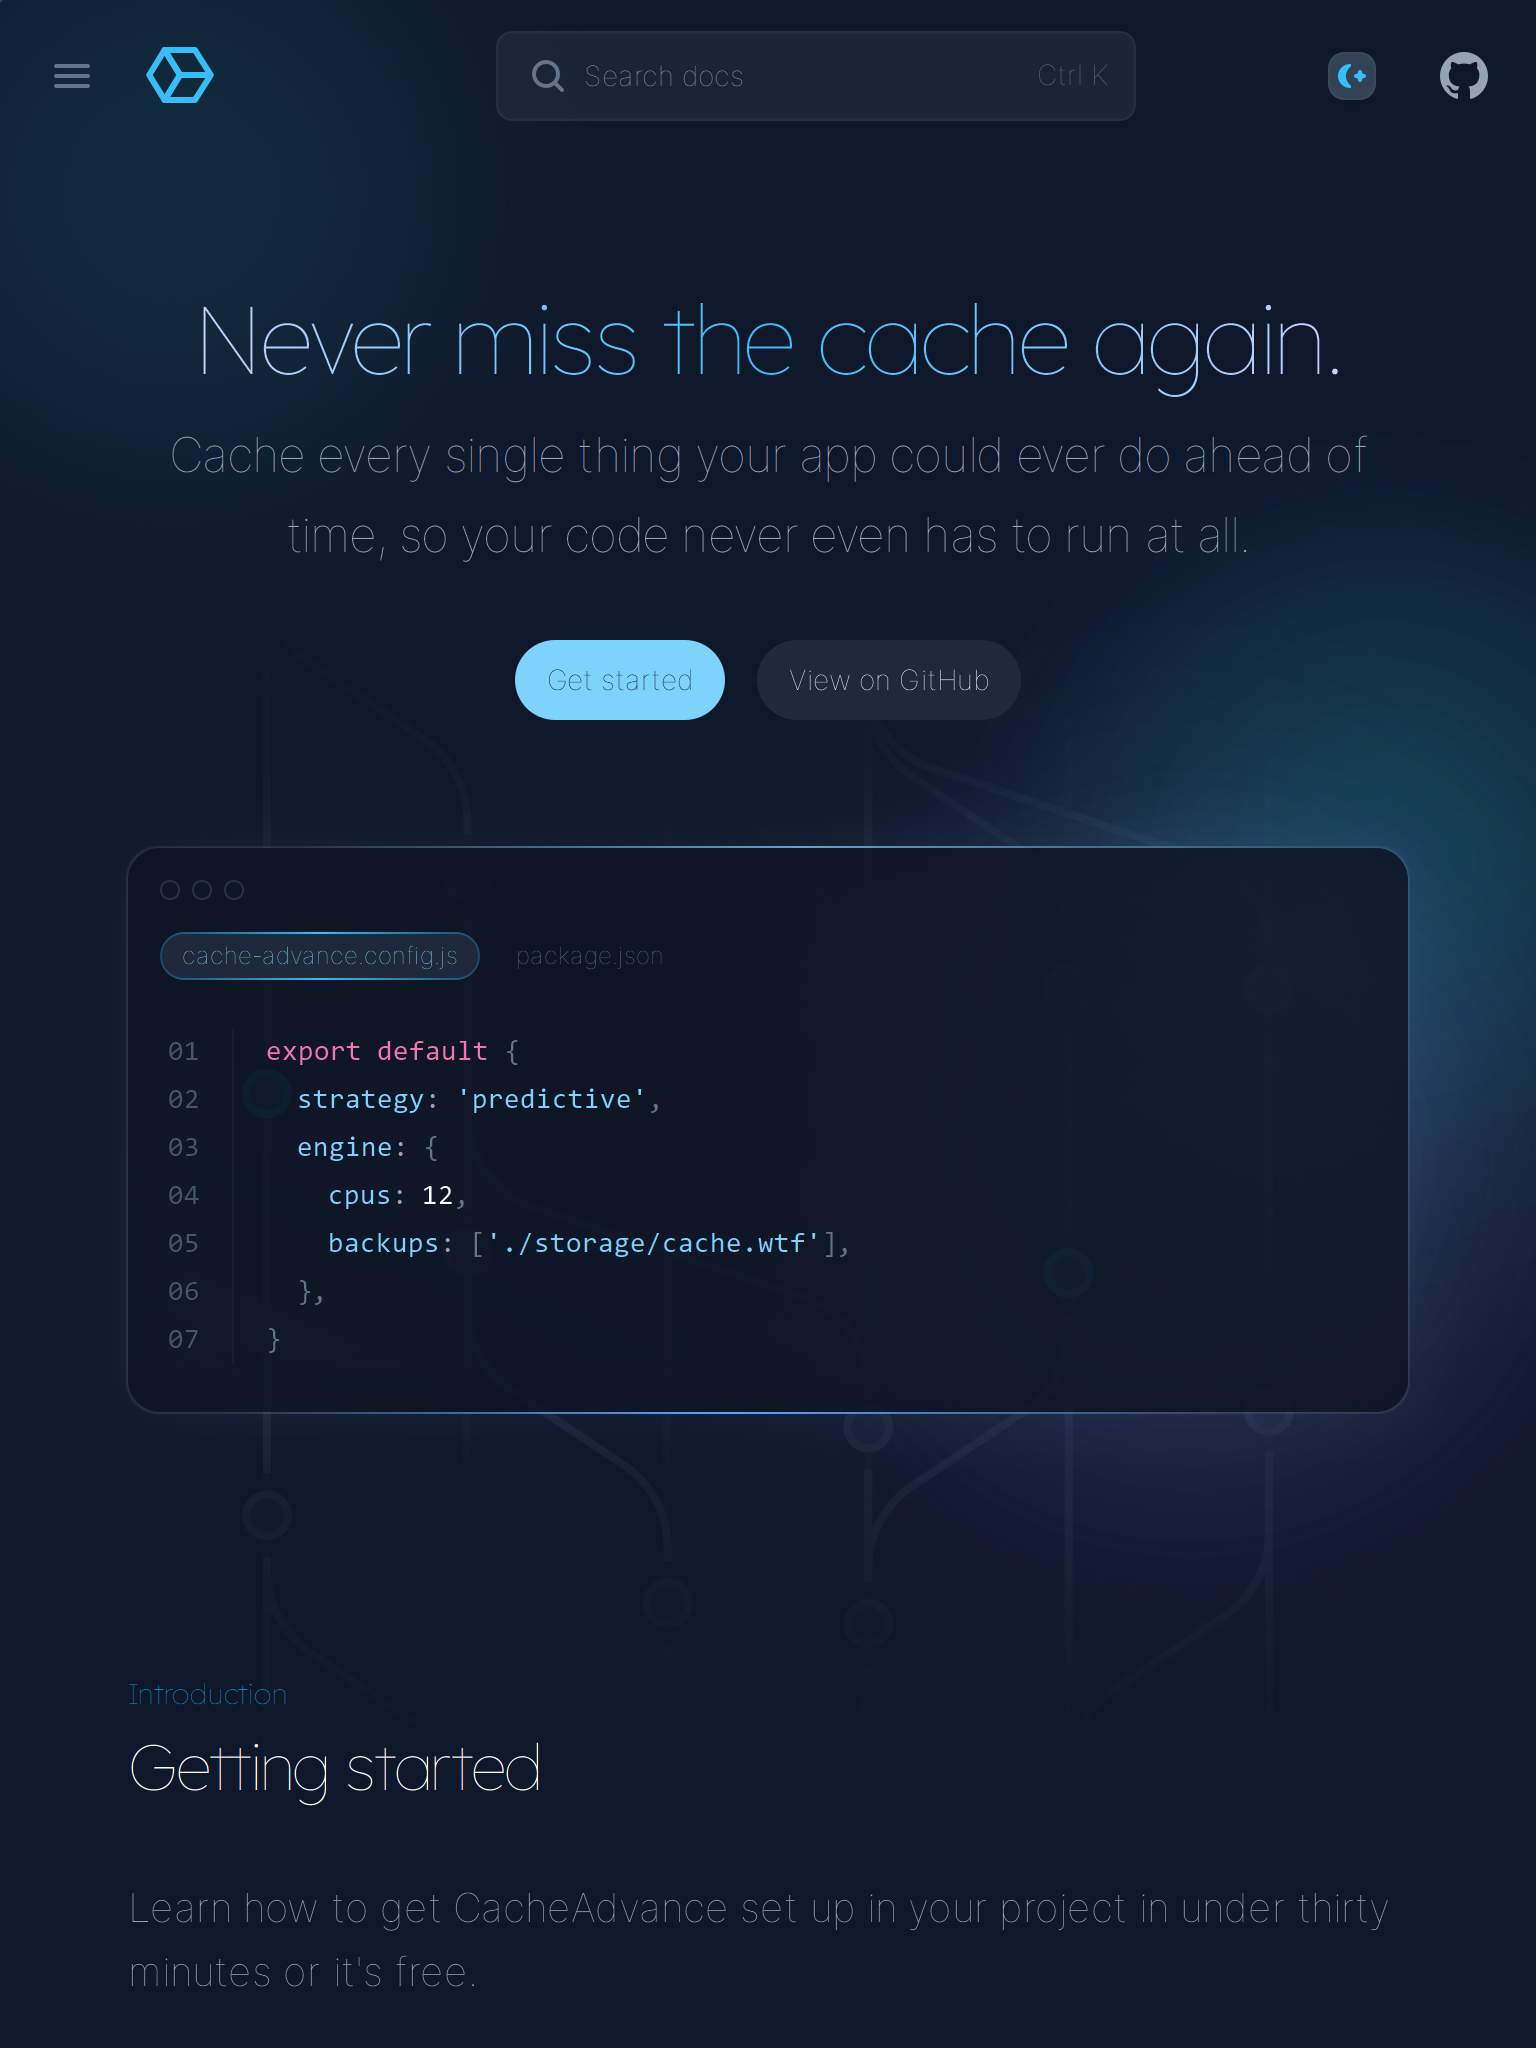 Search docs
Ctrl K
Never miss the cache again.
Cache every single thing your app could ever do ahead of
time, so your code never even has to run at all.
Get started
View on GitHub
cache-advance.config.js
package.json
01 export default {
02   strategy: 'predictive',
03   engine: {
04     cpus: 12,
05     backups: ['./storage/cache.wtf'],
06   },
07 }
Introduction
Getting started
Learn how to get CacheAdvance set up in your project in under thirty
minutes or it's free.